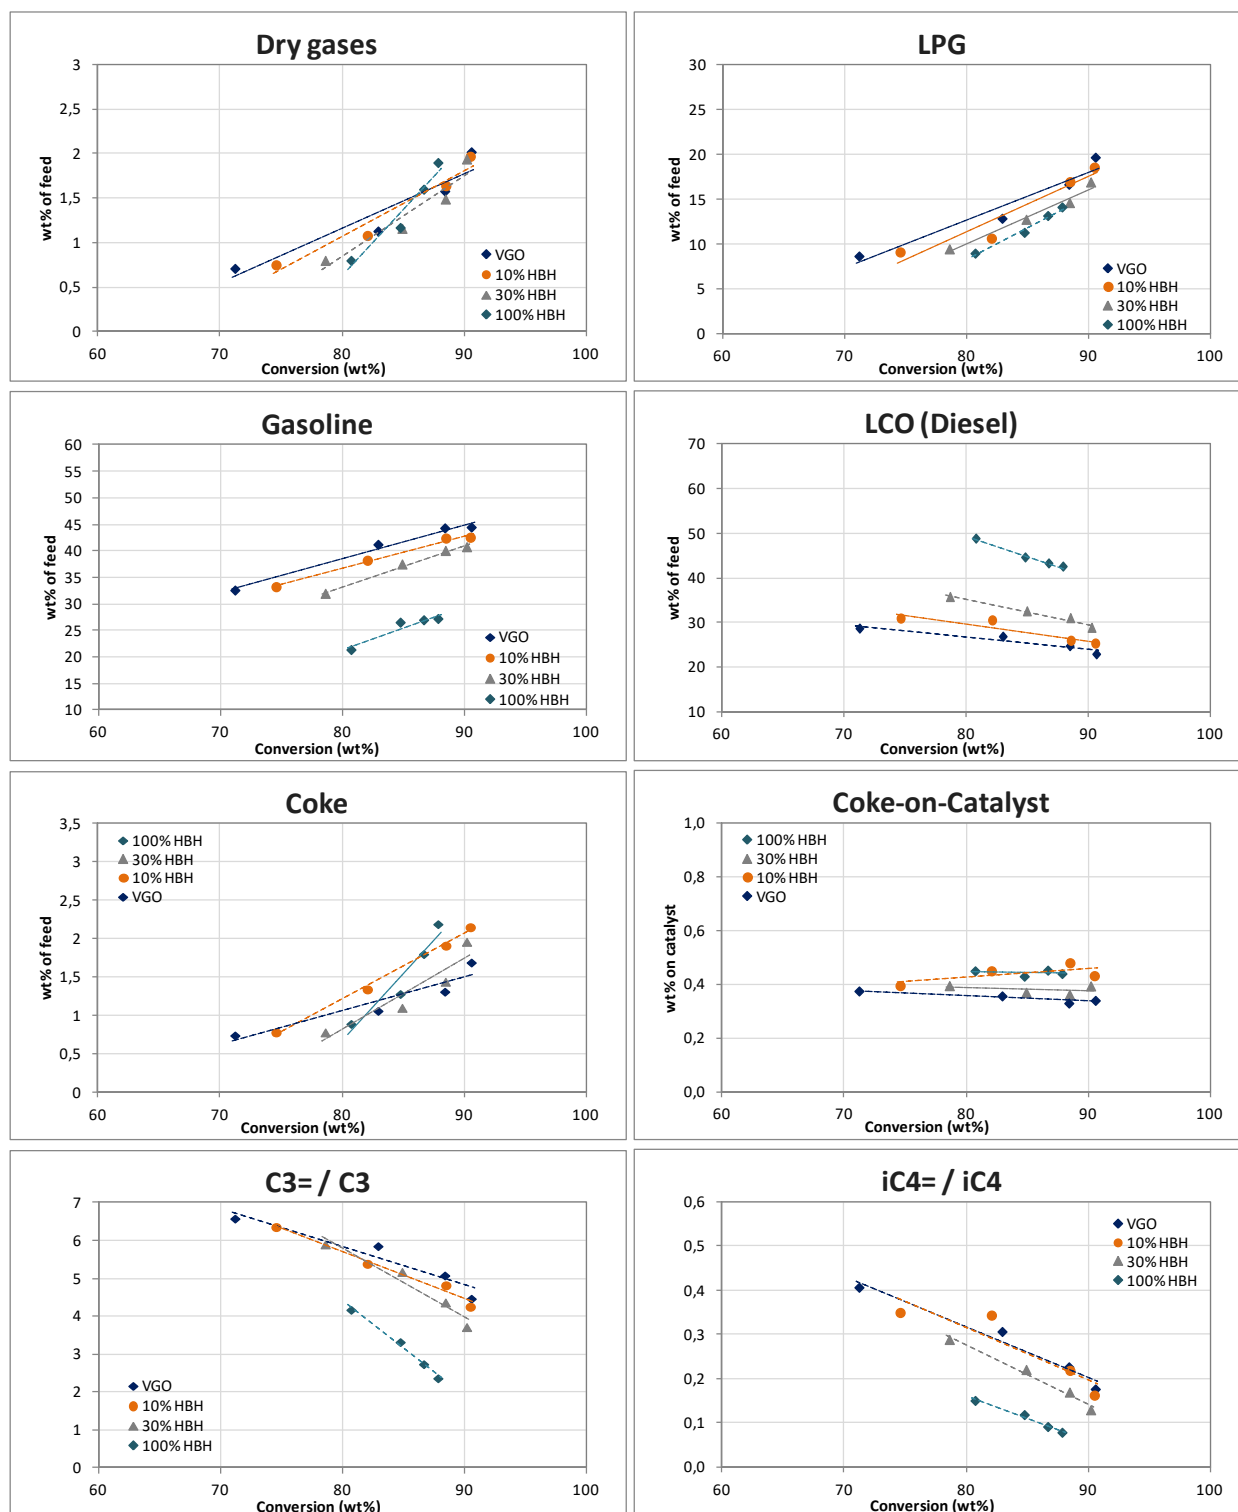 Dry gases
3
2,5
2
1,5
1
0,5
0
wt% of feed
VGO
10% HBH
30% HBH
100% HBH
60 70 80 90 100
Conversion (wt%)
LPG
30
25
20
15
10
5
0
wt% of feed
VGO
10% HBH
30% HBH
100% HBH
60 70 80 90 100
Conversion (wt%)
Gasoline
60
55
50
45
40
35
30
25
20
15
10
wt% of feed
VGO
10% HBH
30% HBH
100% HBH
60 70 80 90 100
Conversion (wt%)
LCO (Diesel)
70
60
50
40
30
20
10
wt% of feed
60 70 80 90 100
Conversion (wt%)
Coke
3,5
3
2,5
2
1,5
1
0,5
0
wt% of feed
100% HBH
30% HBH
10% HBH
VGO
60 70 80 90 100
Conversion (wt%)
Coke-on-Catalyst
1,0
0,8
0,6
0,4
0,2
0,0
wt% on catalyst
100% HBH
30% HBH
10% HBH
VGO
60 70 80 90 100
Conversion (wt%)
C3= / C3
7
6
5
4
3
2
1
0
VGO
10% HBH
30% HBH
100% HBH
60 70 80 90 100
Conversion (wt%)
iC4= / iC4
0,6
0,5
0,4
0,3
0,2
0,1
0,0
VGO
10% HBH
30% HBH
100% HBH
60 70 80 90 100
Conversion (wt%)